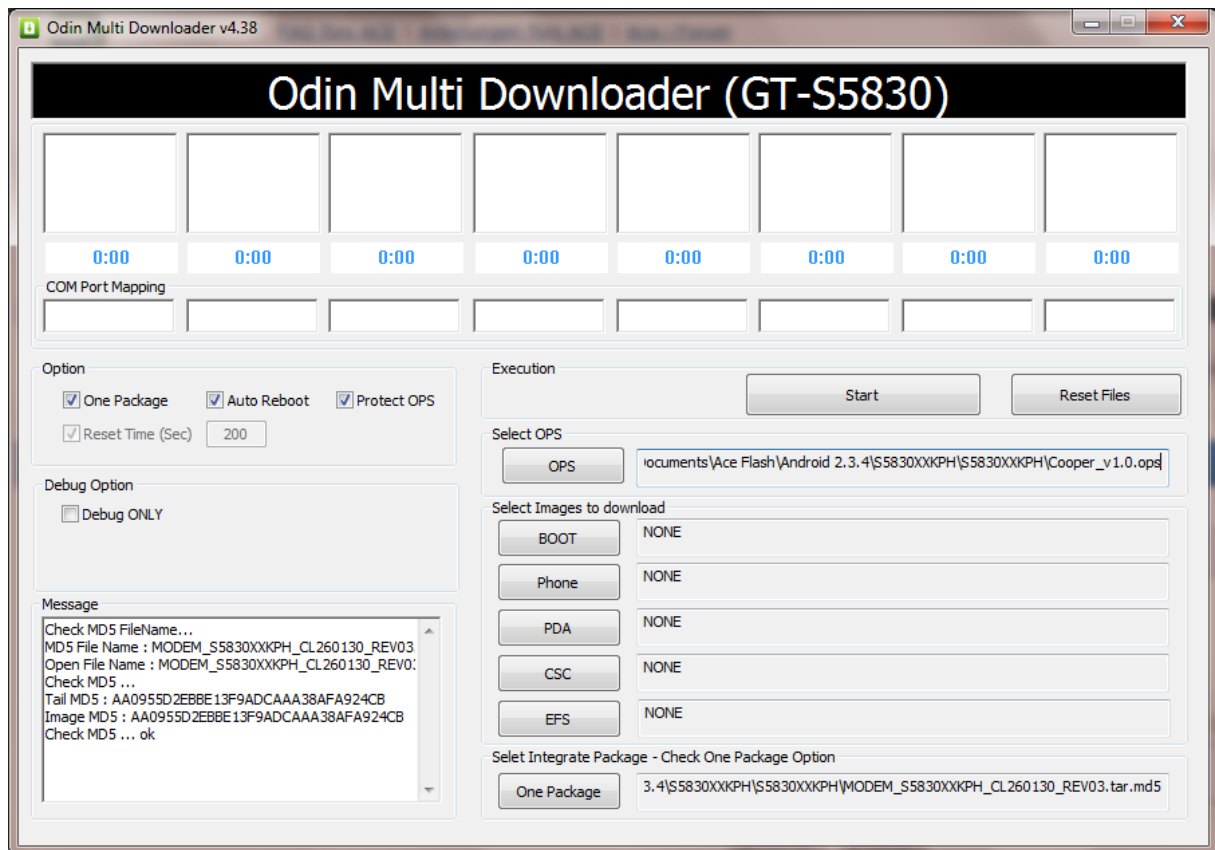 Odin Multi Downloader v4.38
Odin Multi Downloader (GT-S5830)
0:00 0:00 0:00 0:00 0:00 0:00 0:00 0:00
COM Port Mapping
Option
One Package Auto Reboot Protect OPS
Reset Time (Sec) 200
Debug Option
Debug ONLY
Message
Check MD5 FileName...
MD5 File Name : MODEM_S5830XXKPH_CL260130_REV03
Open File Name : MODEM_S5830XXKPH_CL260130_REV0
Check MD5 ...
Tail MD5 : AA0955D2EBBE13F9ADCAAA38AFA924CB
Image MD5 : AA0955D2EBBE13F9ADCAAA38AFA924CB
Check MD5 ... ok
Execution
Start Reset Files
Select OPS
OPS ocuments\Ace Flash\Android 2.3.4\S5830XXKPH\S5830XXKPH\Cooper_v1.0.ops
Select Images to download
BOOT NONE
Phone NONE
PDA NONE
CSC NONE
EFS NONE
Selet Integrate Package - Check One Package Option
One Package 3.4\S5830XXKPH\S5830XXKPH\MODEM_S5830XXKPH_CL260130_REV03.tar.md5